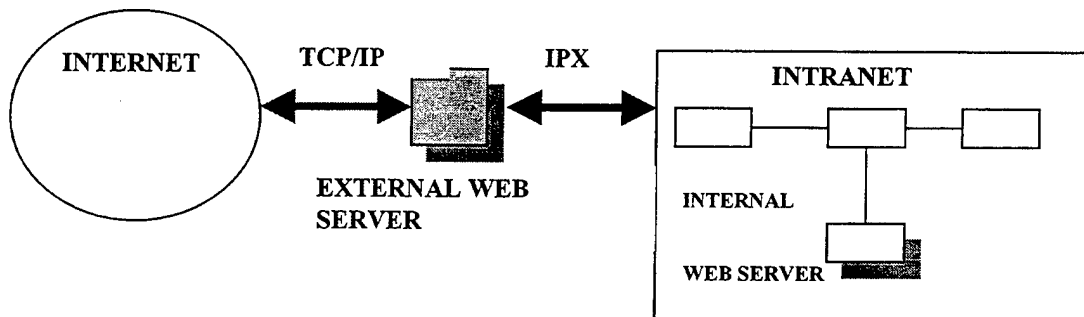 INTERNET
TCP/IP
IPX
INTRANET
EXTERNAL WEB
SERVER
INTERNAL
WEB SERVER